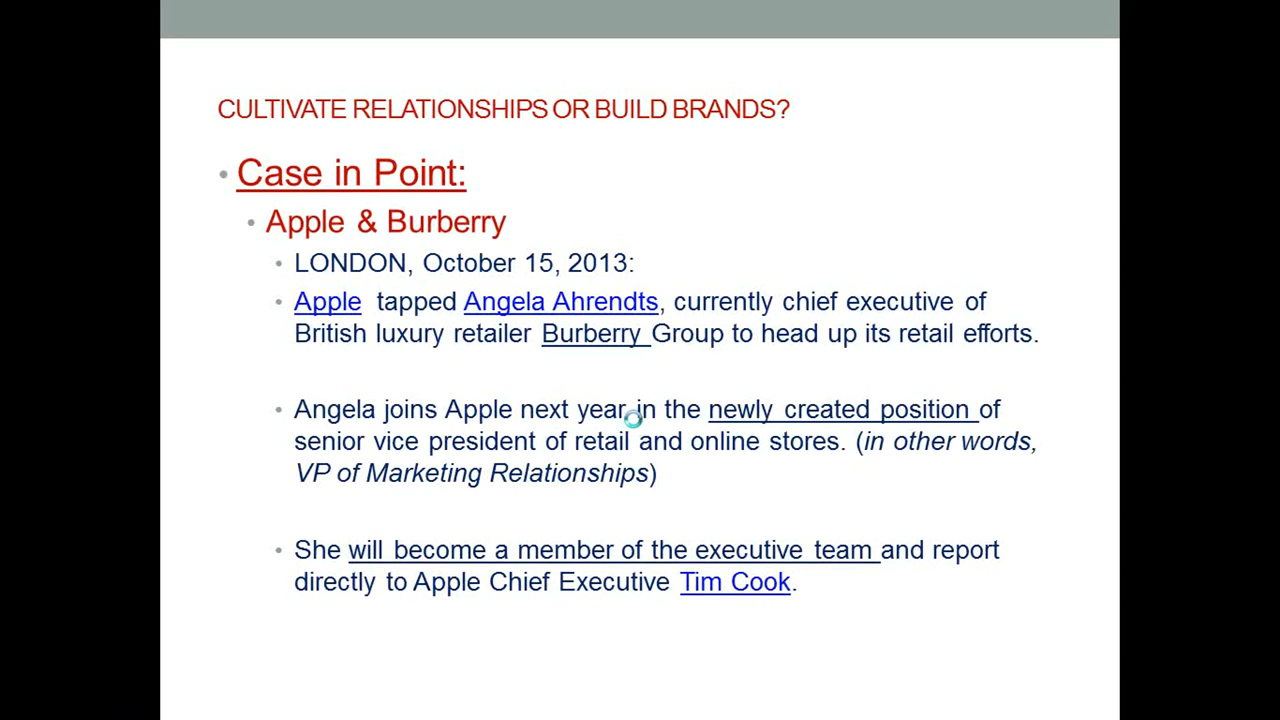 CULTIVATE RELATIONSHIPS OR BUILD BRANDS?
• Case in Point:
• Apple & Burberry
• LONDON, October 15, 2013:
• Apple tapped Angela Ahrendts, currently chief executive of
British luxury retailer Burberry Group to head up its retail efforts.
• Angela joins Apple next year in the newly created position of
senior vice president of retail and online stores. (in other words,
VP of Marketing Relationships)
• She will become a member of the executive team and report
directly to Apple Chief Executive Tim Cook.